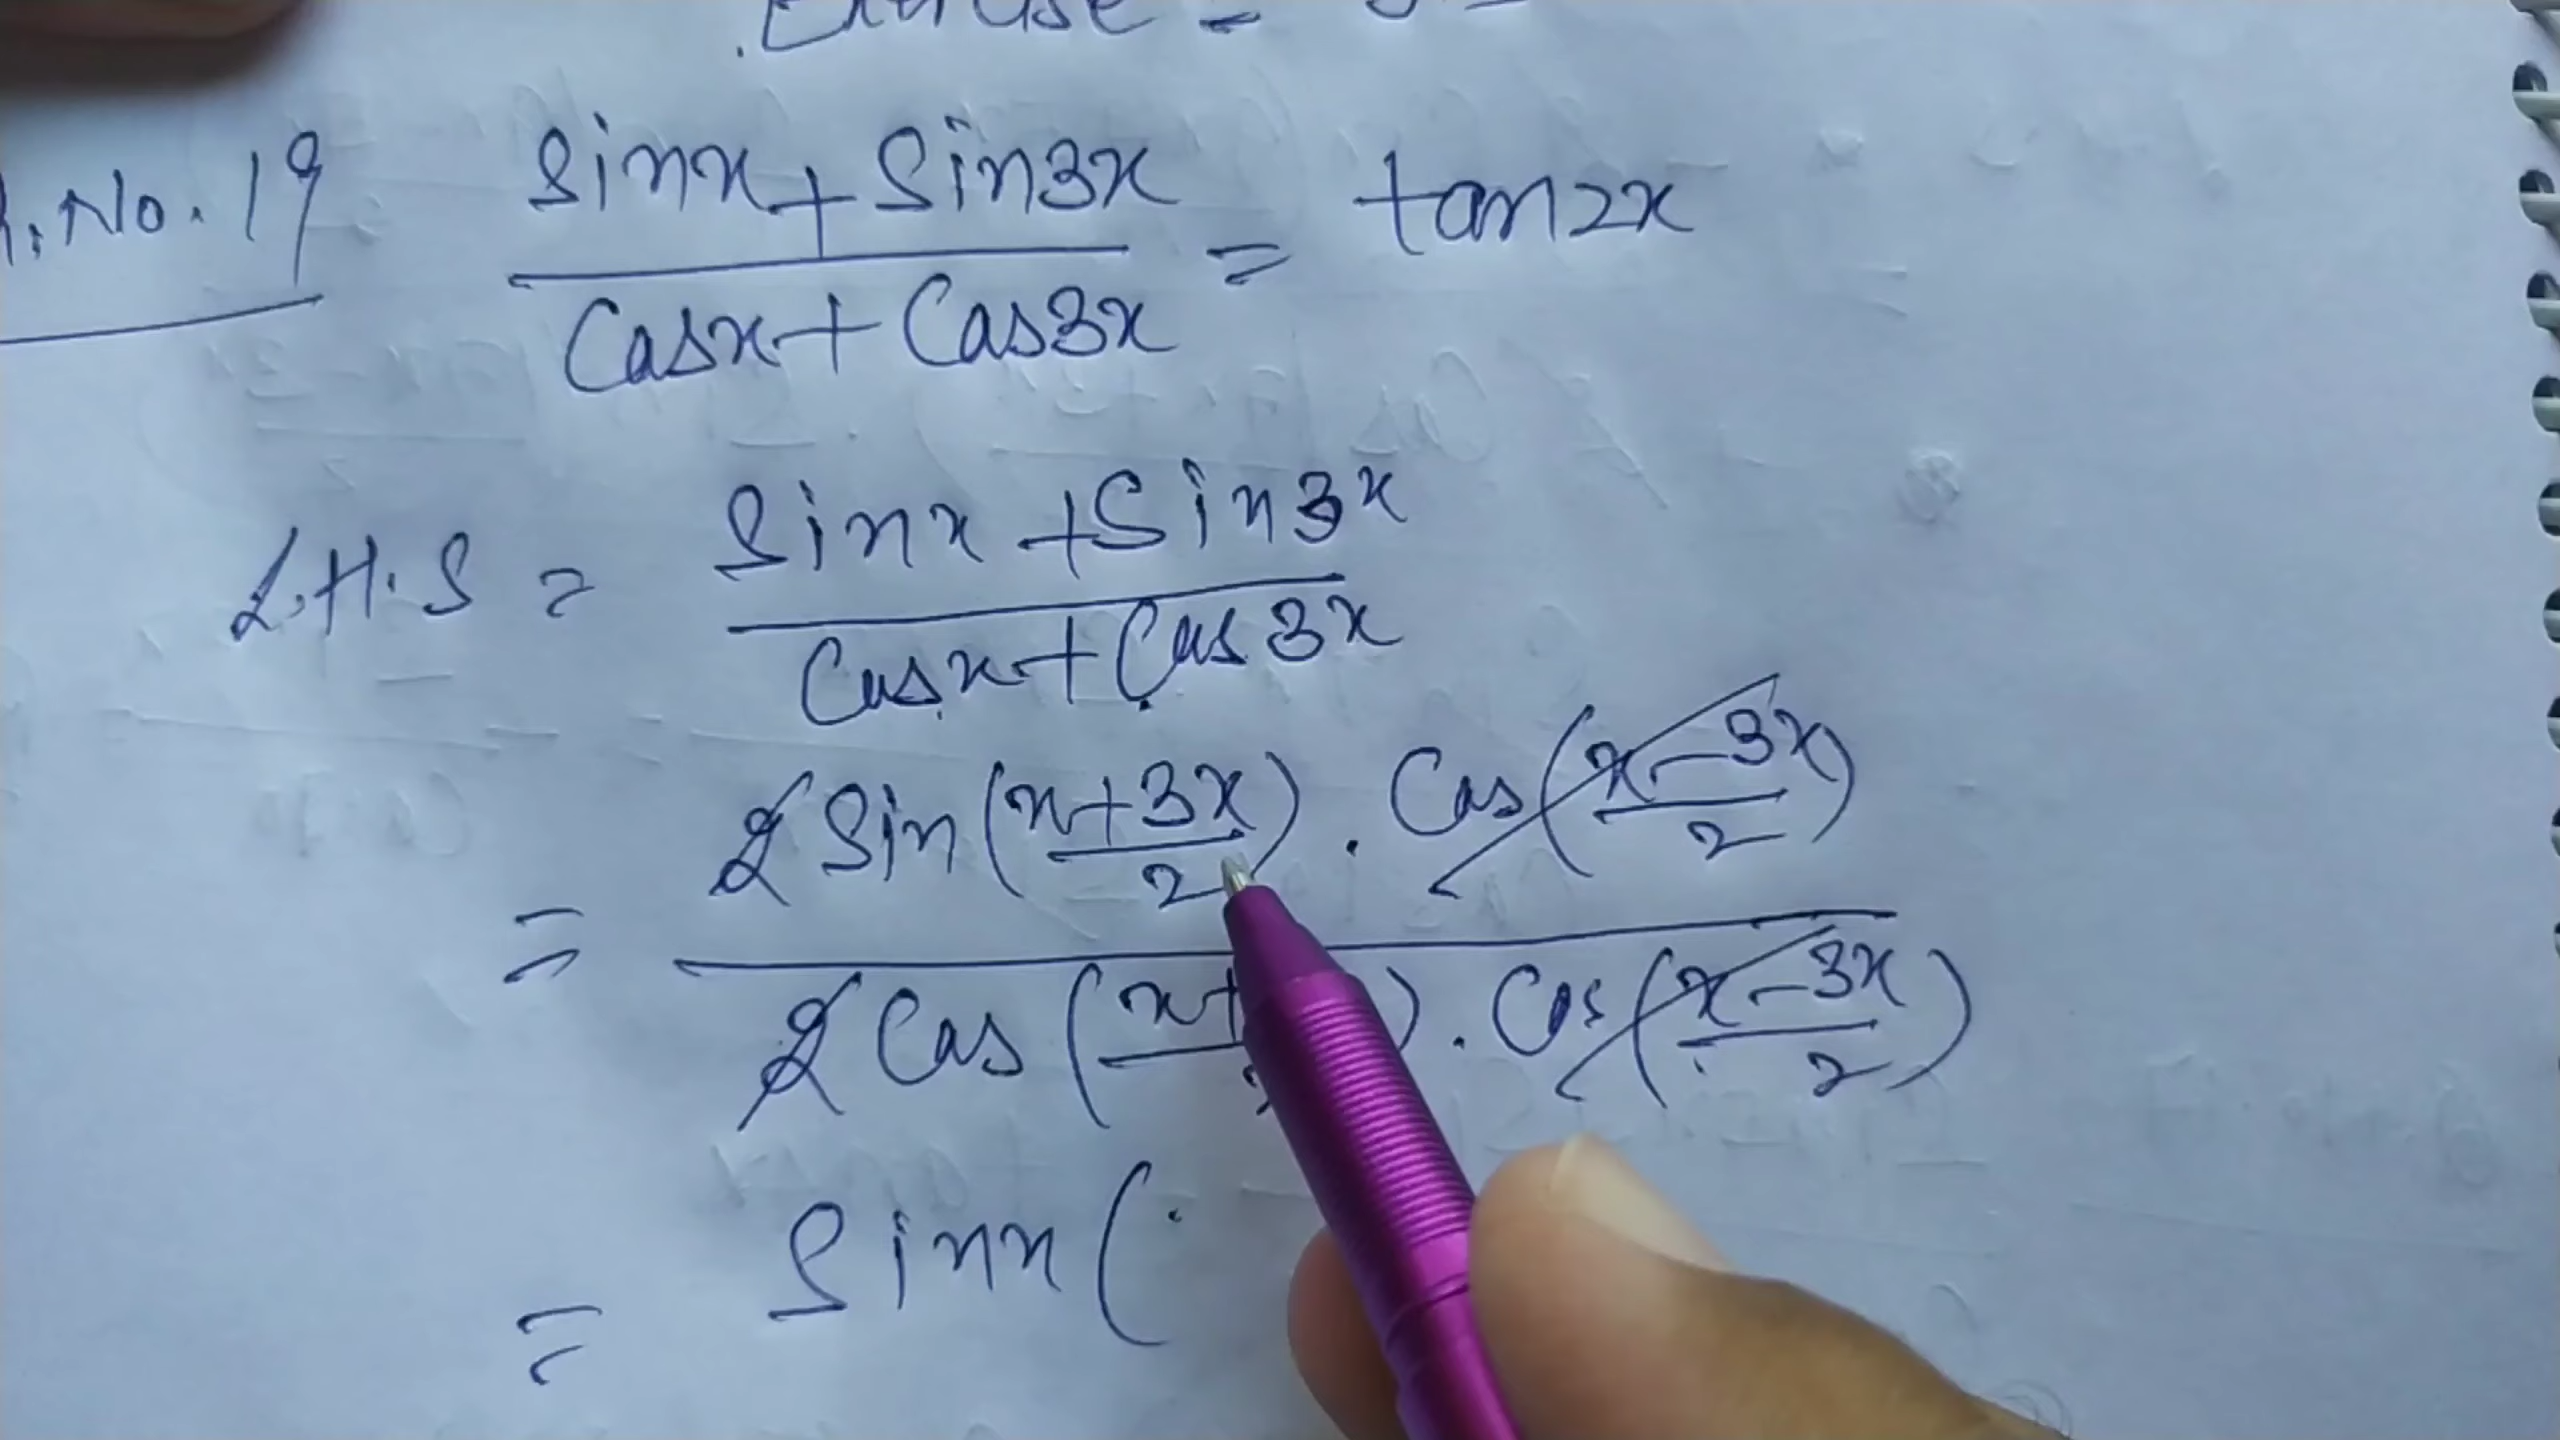 Exercise =
. No. 19 Sinx + Sin3x / Cosx + Cos3x = tan2x
L.H.S = Sinx + Sin3x / Cosx + Cos3x
= 2 Sin (x+3x / 2) . Cos (x-3x / 2) / 2 Cos (x+ ) . Cos (x-3x / 2)
= Sinx (